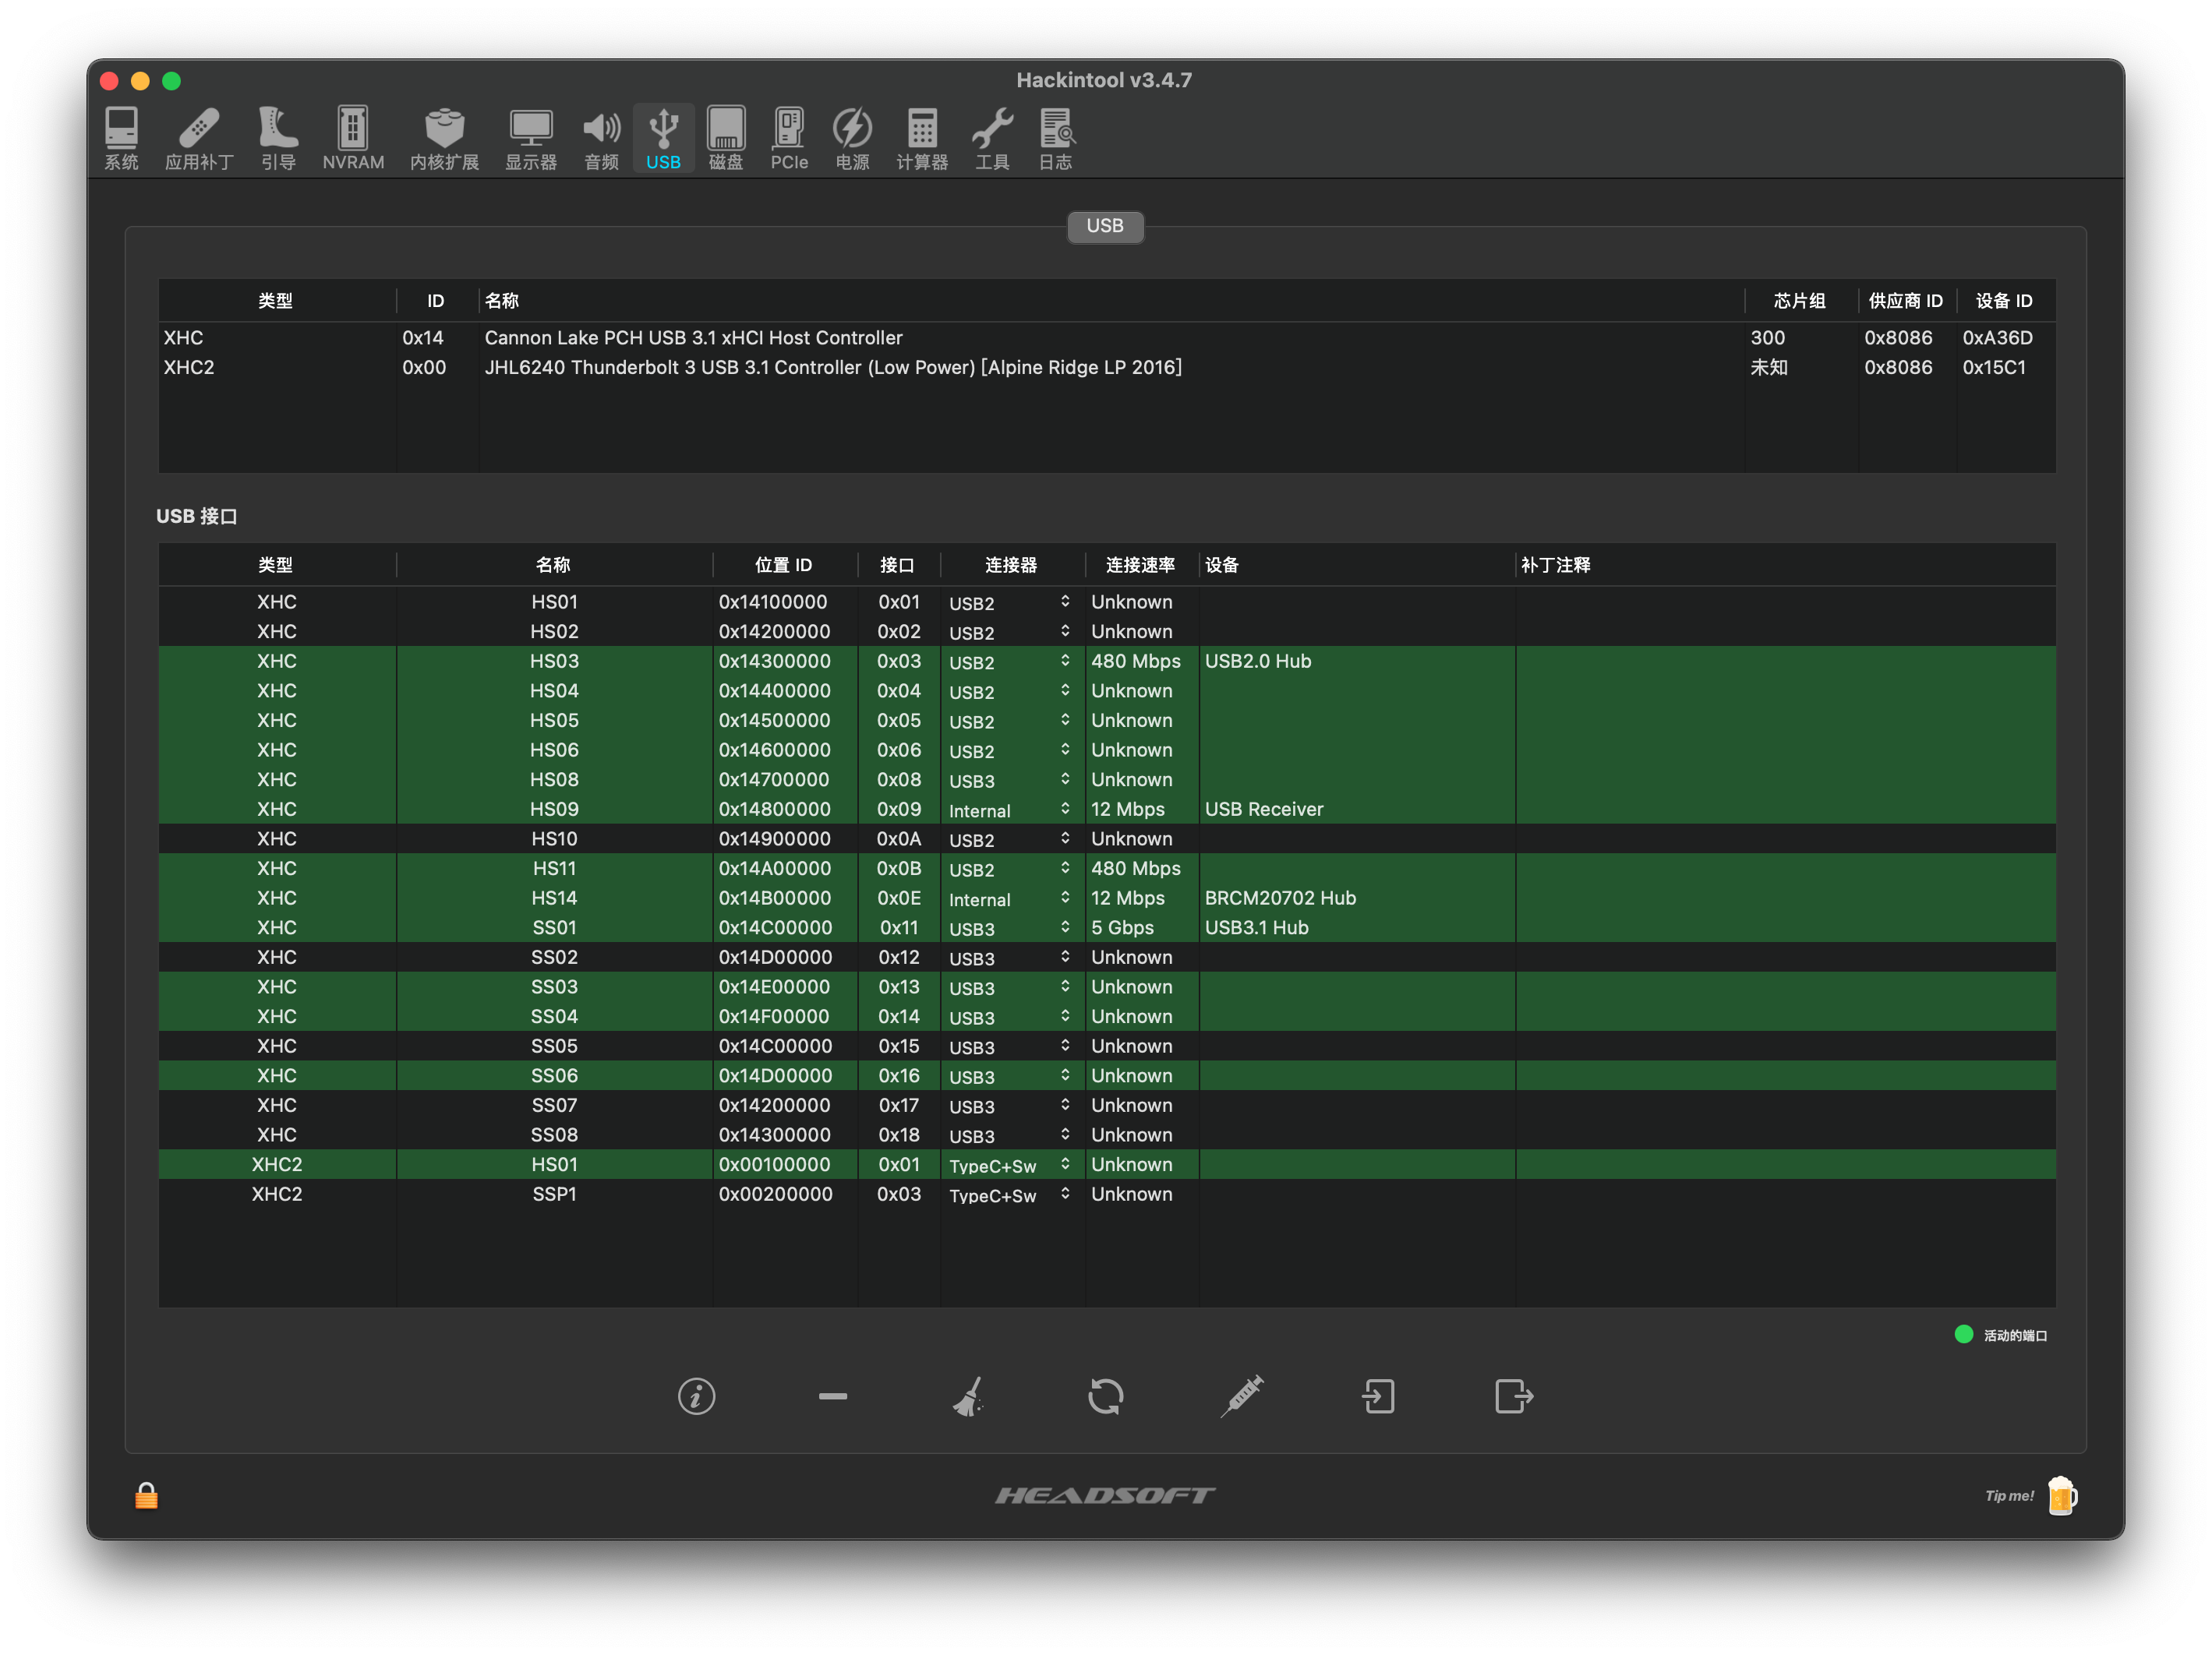 Hackintool v3.4.7
系统 应用补丁 引导 NVRAM 内核扩展 显示器 音频 USB 磁盘 PCIe 电源 计算器 工具 日志
USB
类型 ID 名称 芯片组 供应商 ID 设备 ID
XHC 0x14 Cannon Lake PCH USB 3.1 xHCI Host Controller 300 0x8086 0xA36D
XHC2 0x00 JHL6240 Thunderbolt 3 USB 3.1 Controller (Low Power) [Alpine Ridge LP 2016] 未知 0x8086 0x15C1
USB 接口
类型 名称 位置 ID 接口 连接器 连接速率 设备 补丁注释
XHC HS01 0x14100000 0x01 USB2 Unknown
XHC HS02 0x14200000 0x02 USB2 Unknown
XHC HS03 0x14300000 0x03 USB2 480 Mbps USB2.0 Hub
XHC HS04 0x14400000 0x04 USB2 Unknown
XHC HS05 0x14500000 0x05 USB2 Unknown
XHC HS06 0x14600000 0x06 USB2 Unknown
XHC HS08 0x14700000 0x08 USB3 Unknown
XHC HS09 0x14800000 0x09 Internal 12 Mbps USB Receiver
XHC HS10 0x14900000 0x0A USB2 Unknown
XHC HS11 0x14A00000 0x0B USB2 480 Mbps
XHC HS14 0x14B00000 0x0E Internal 12 Mbps BRCM20702 Hub
XHC SS01 0x14C00000 0x11 USB3 5 Gbps USB3.1 Hub
XHC SS02 0x14D00000 0x12 USB3 Unknown
XHC SS03 0x14E00000 0x13 USB3 Unknown
XHC SS04 0x14F00000 0x14 USB3 Unknown
XHC SS05 0x14C00000 0x15 USB3 Unknown
XHC SS06 0x14D00000 0x16 USB3 Unknown
XHC SS07 0x14200000 0x17 USB3 Unknown
XHC SS08 0x14300000 0x18 USB3 Unknown
XHC2 HS01 0x00100000 0x01 TypeC+Sw Unknown
XHC2 SSP1 0x00200000 0x03 TypeC+Sw Unknown
活动的端口
HEADSOFT
Tip me!